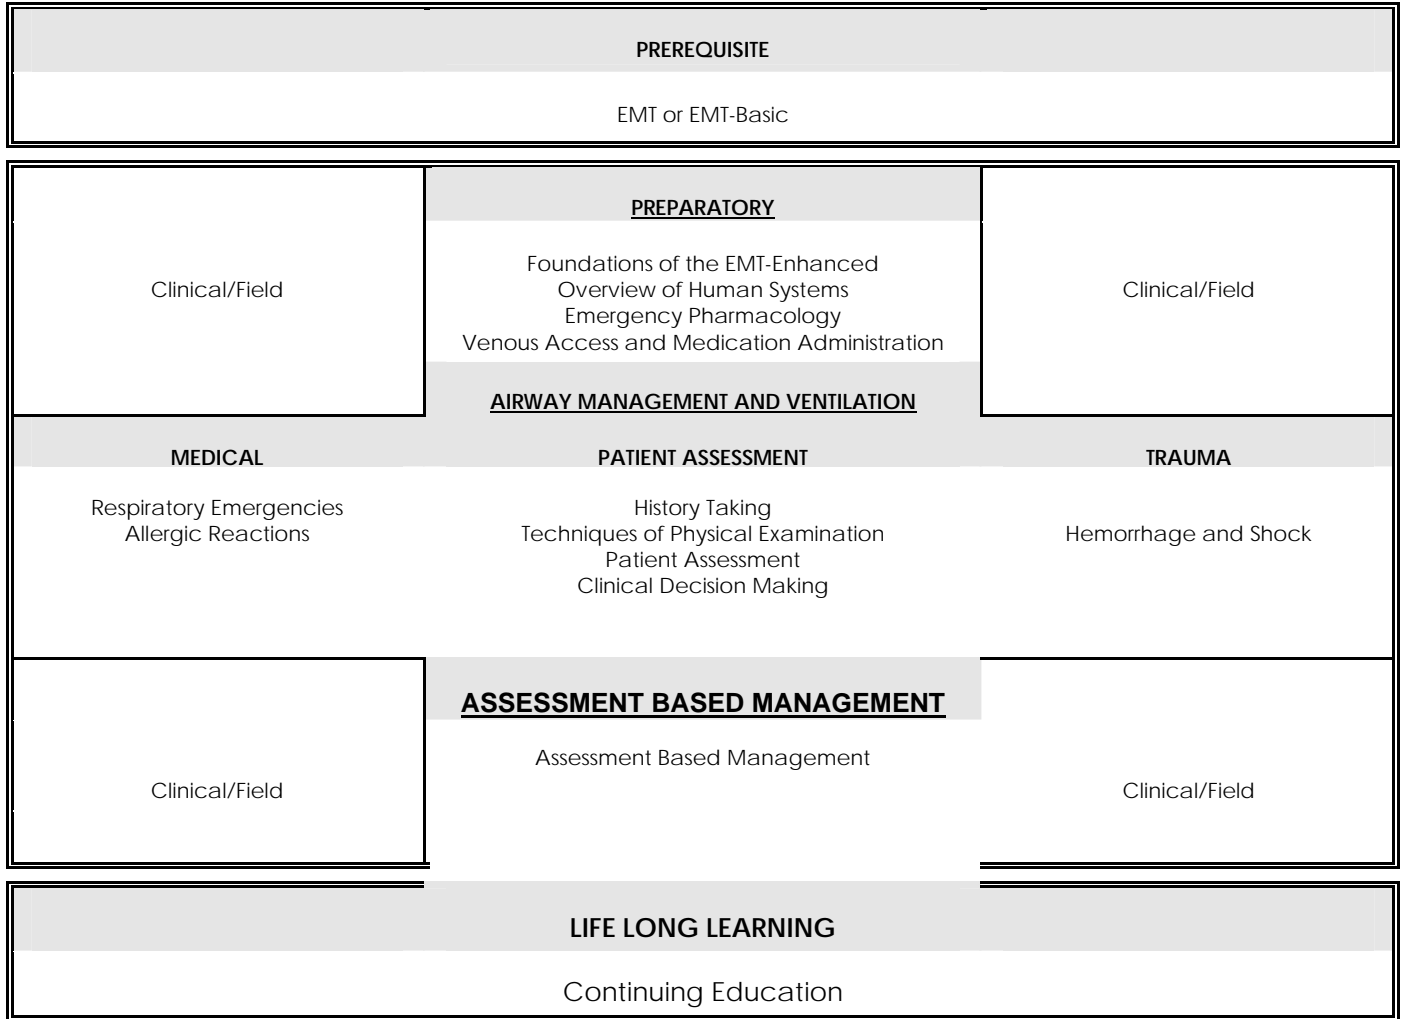 PREREQUISITE
EMT or EMT-Basic
PREPARATORY
Clinical/Field
Foundations of the EMT-Enhanced
Overview of Human Systems
Emergency Pharmacology
Venous Access and Medication Administration
Clinical/Field
AIRWAY MANAGEMENT AND VENTILATION
MEDICAL
Respiratory Emergencies
Allergic Reactions
PATIENT ASSESSMENT
History Taking
Techniques of Physical Examination
Patient Assessment
Clinical Decision Making
TRAUMA
Hemorrhage and Shock
Clinical/Field
ASSESSMENT BASED MANAGEMENT
Assessment Based Management
Clinical/Field
LIFE LONG LEARNING
Continuing Education